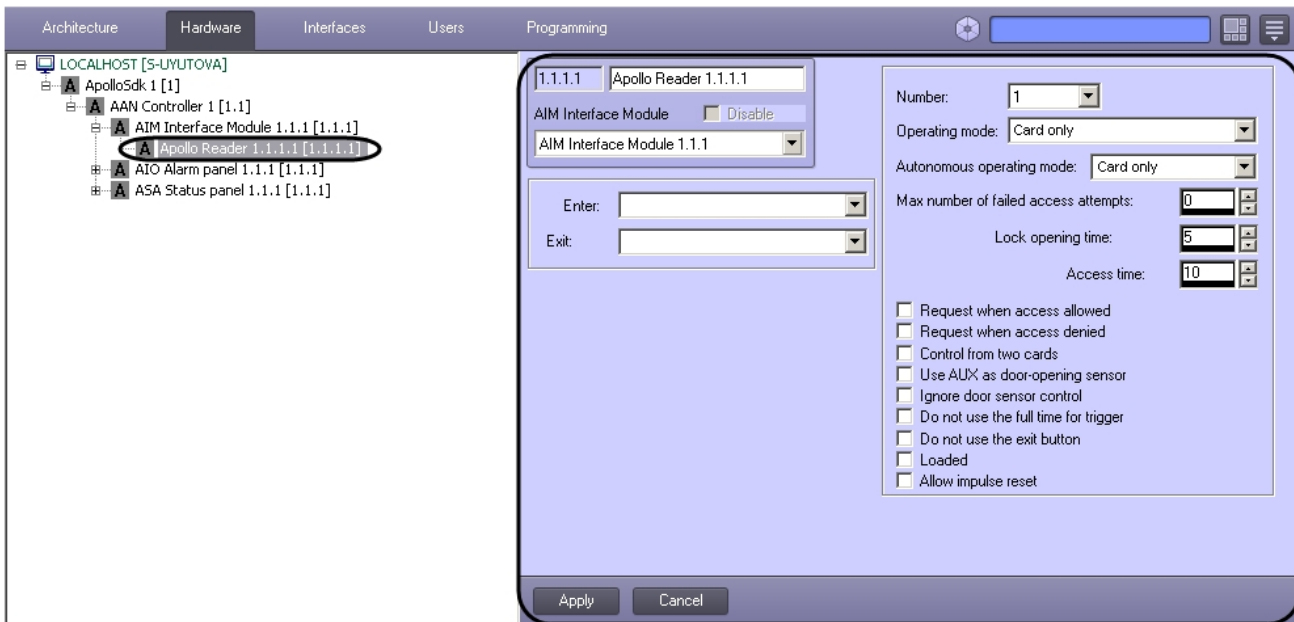 Architecture Hardware Interfaces Users Programming
LOCALHOST [S-UYUTOVA]
A ApolloSdk 1 [1]
A AAN Controller 1 [1.1]
A AIM Interface Module 1.1.1 [1.1.1]
A Apollo Reader 1.1.1.1 [1.1.1.1]
A AIO Alarm panel 1.1.1 [1.1.1]
A ASA Status panel 1.1.1 [1.1.1]
1.1.1.1 Apollo Reader 1.1.1.1
AIM Interface Module Disable
AIM Interface Module 1.1.1
Enter:
Exit:
Number: 1
Operating mode: Card only
Autonomous operating mode: Card only
Max number of failed access attempts: 0
Lock opening time: 5
Access time: 10
Request when access allowed
Request when access denied
Control from two cards
Use AUX as door-opening sensor
Ignore door sensor control
Do not use the full time for trigger
Do not use the exit button
Loaded
Allow impulse reset
Apply Cancel